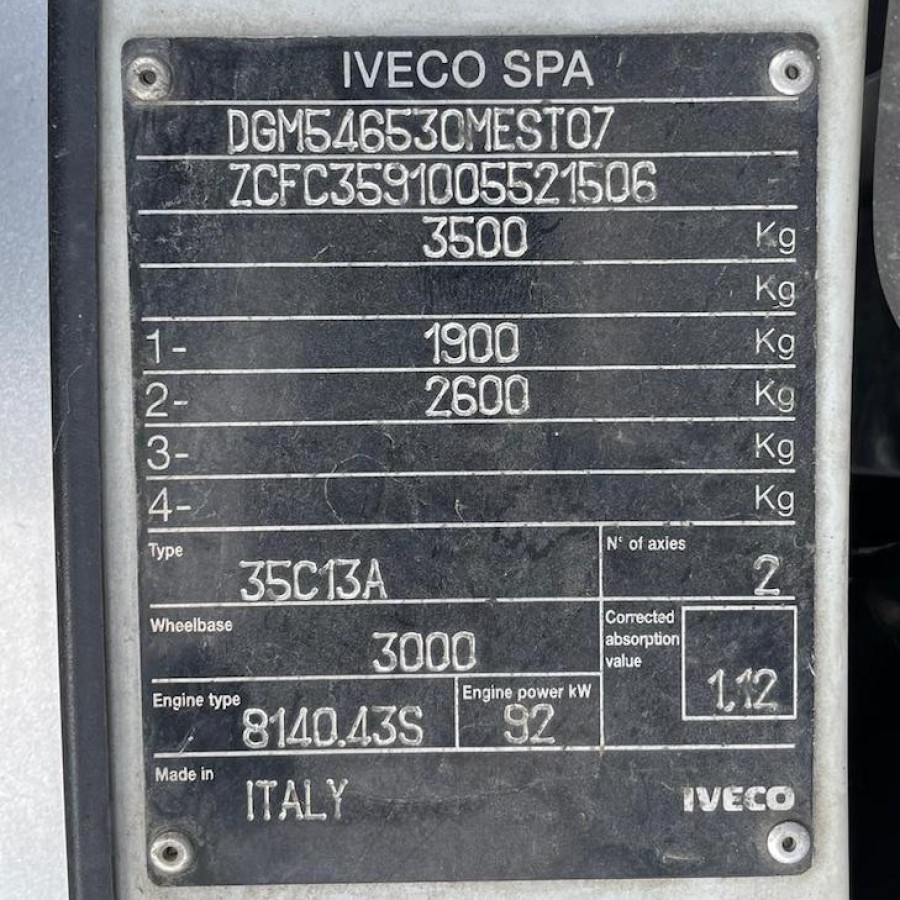 IVECO SPA
DGM546530MEST07
ZCFC3591005521506
3500 Kg
Kg
1- 1900 Kg
2- 2600 Kg
3- Kg
4- Kg
Type
35C13A
N° of axies
2
Wheelbase
3000
Corrected
absorption
value
1.12
Engine type
8140.43S
Engine power kW
92
Made in
ITALY
IVECO